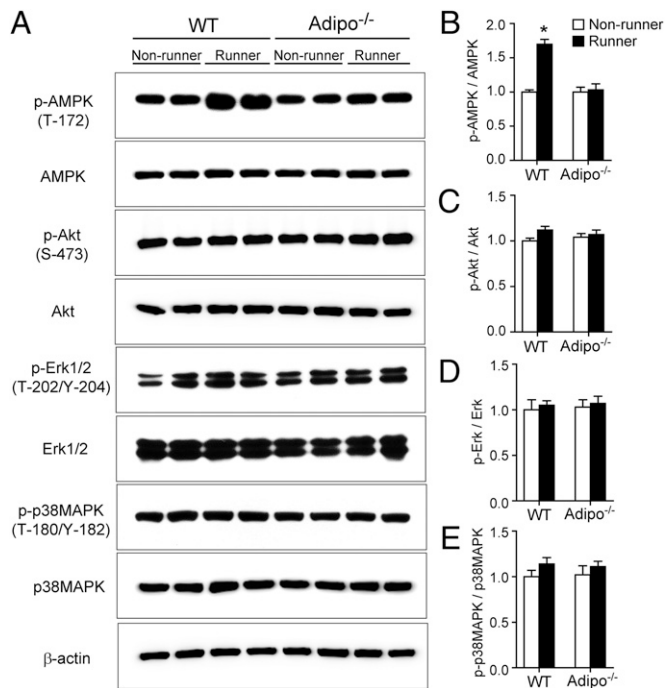 A
WT
Adipo⁻/⁻
Non-runner
Runner
Non-runner
Runner
p-AMPK
(T-172)
AMPK
p-Akt
(S-473)
Akt
p-Erk1/2
(T-202/Y-204)
Erk1/2
p-p38MAPK
(T-180/Y-182)
p38MAPK
β-actin
B
Non-runner
Runner
p-AMPK / AMPK
2.0
1.5
1.0
0.5
0.0
*
WT
Adipo⁻/⁻
C
p-Akt / Akt
1.5
1.0
0.5
0.0
WT
Adipo⁻/⁻
D
p-Erk / Erk
1.5
1.0
0.5
0.0
WT
Adipo⁻/⁻
E
p-p38MAPK / p38MAPK
1.5
1.0
0.5
0.0
WT
Adipo⁻/⁻